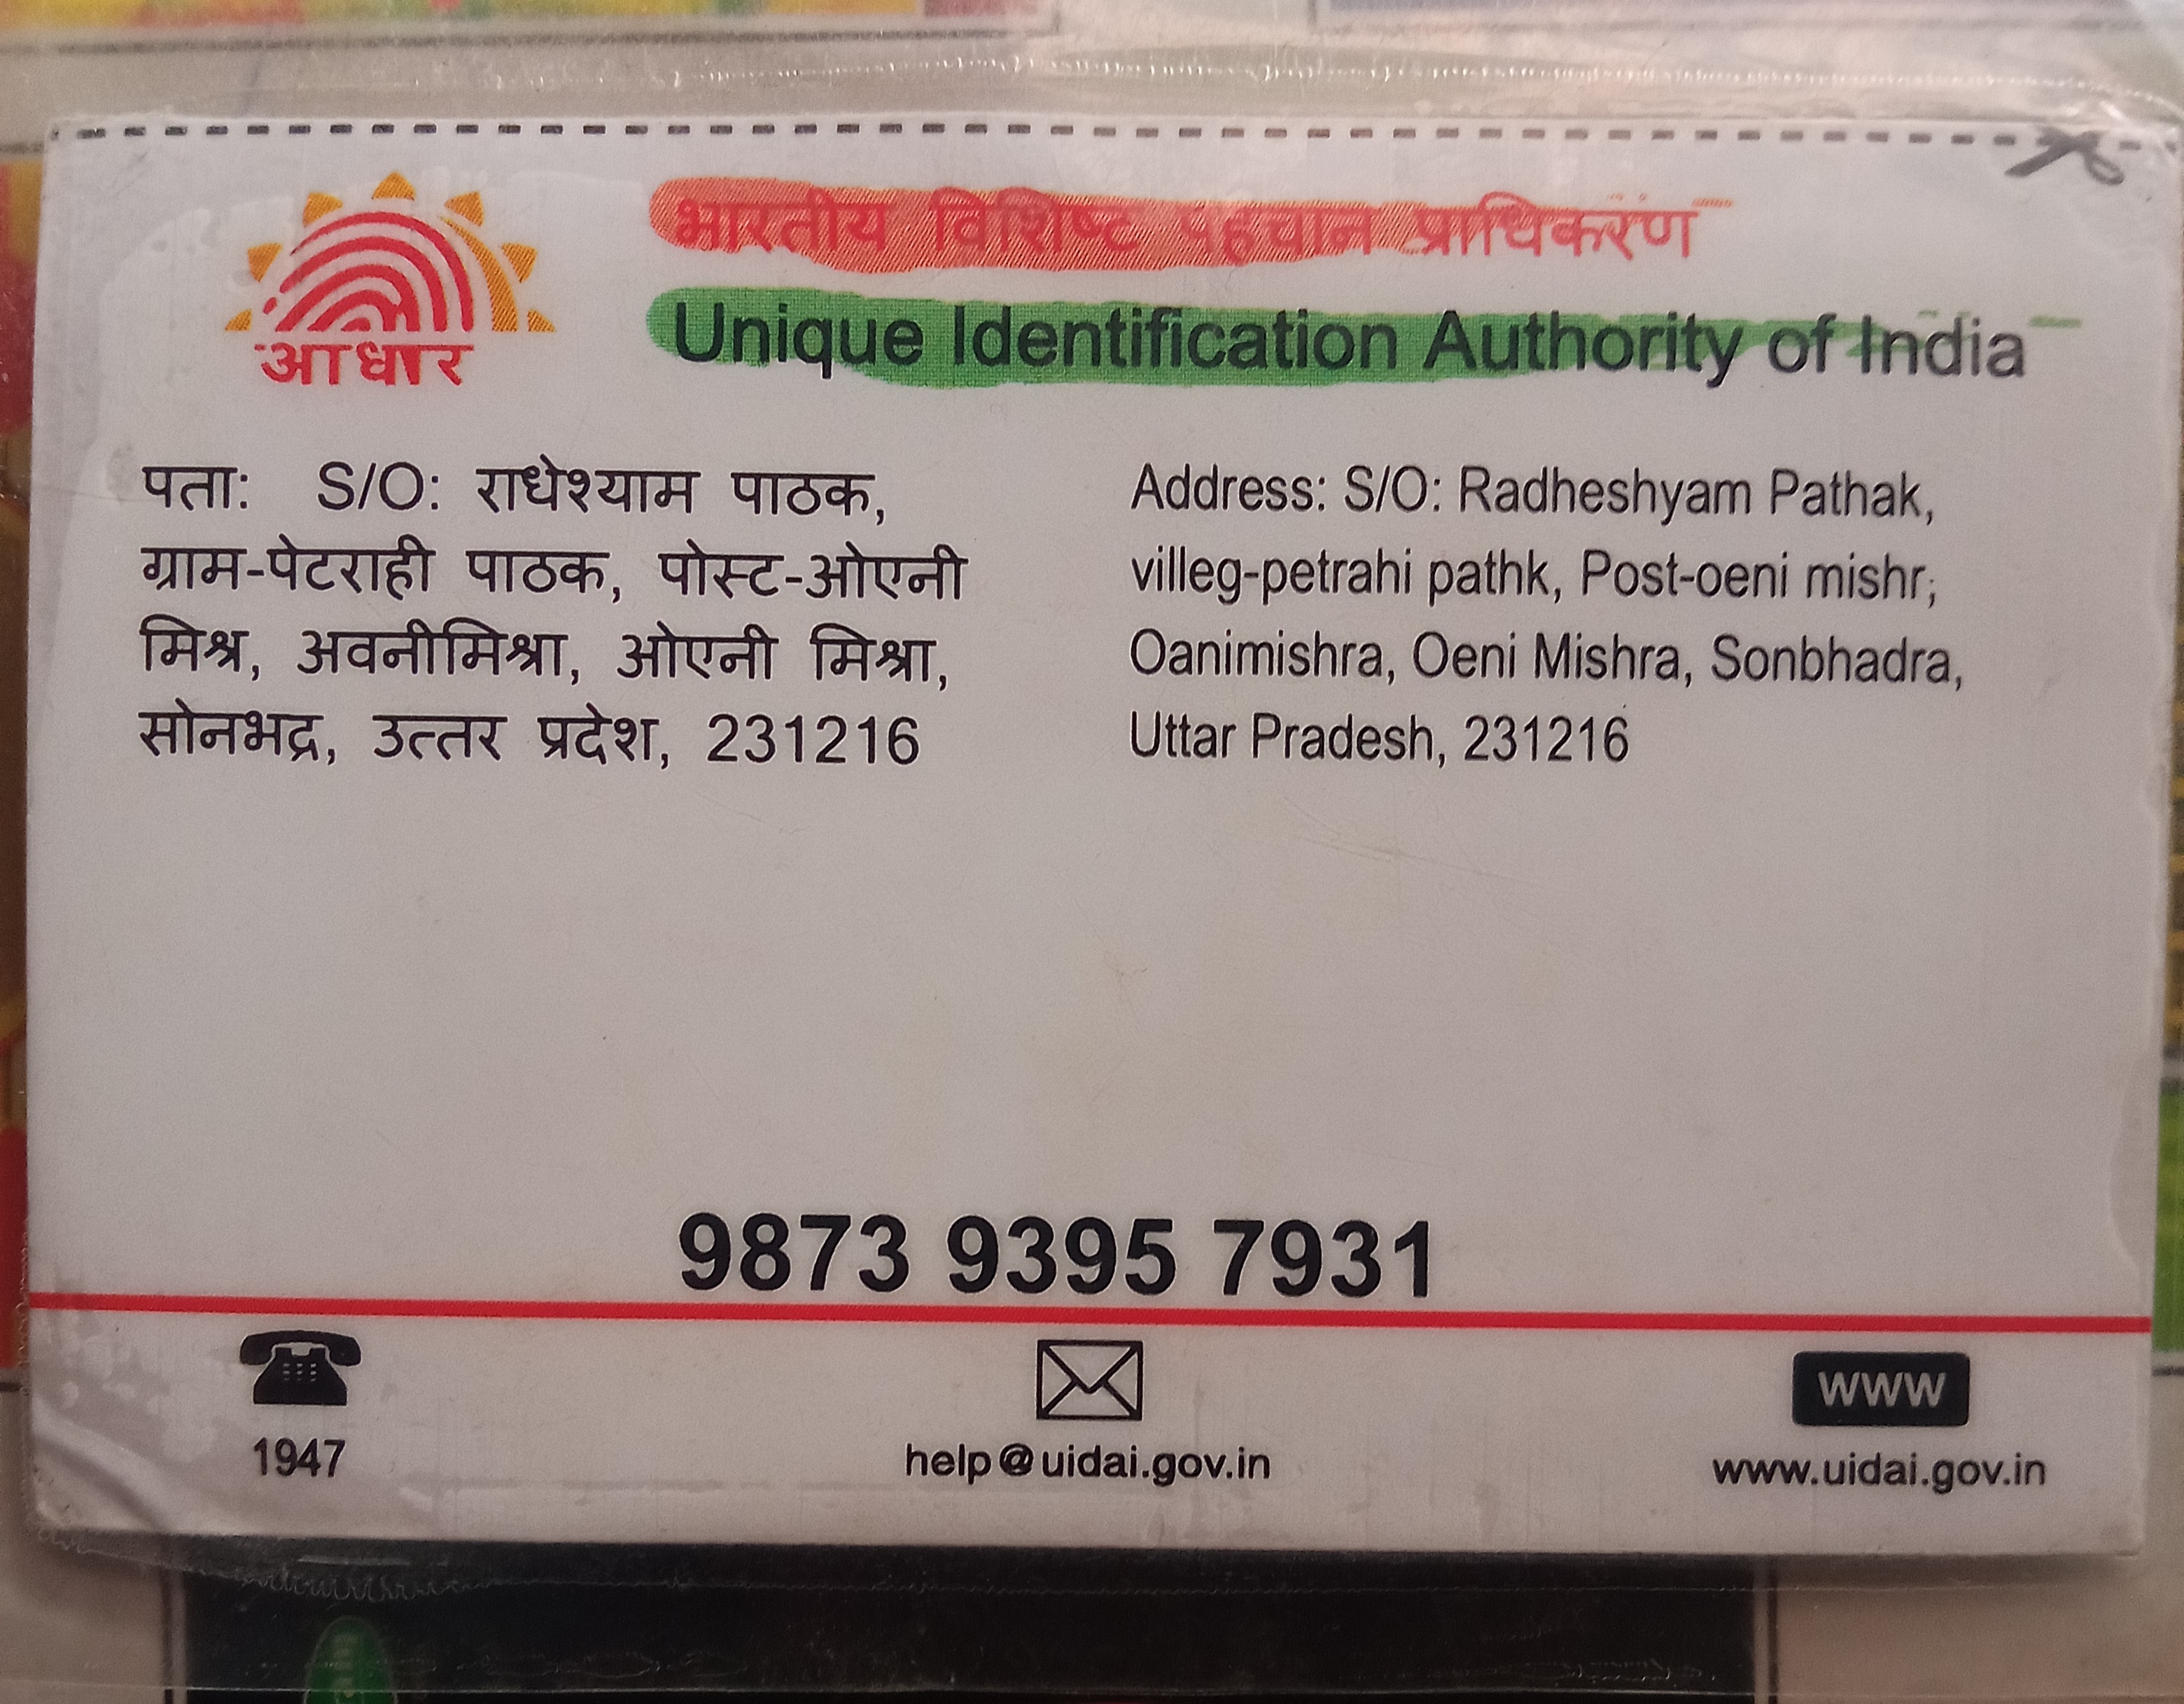 आधार
भारतीय विशिष्ट पहचान प्राधिकरण
Unique Identification Authority of India
पता: S/O: राधेश्याम पाठक,
ग्राम-पेटराही पाठक, पोस्ट-ओएनी
मिश्र, अवनीमिश्रा, ओएनी मिश्रा,
सोनभद्र, उत्तर प्रदेश, 231216
Address: S/O: Radheshyam Pathak,
villeg-petrahi pathk, Post-oeni mishr,
Oanimishra, Oeni Mishra, Sonbhadra,
Uttar Pradesh, 231216
9873 9395 7931
1947
help@uidai.gov.in
www
www.uidai.gov.in